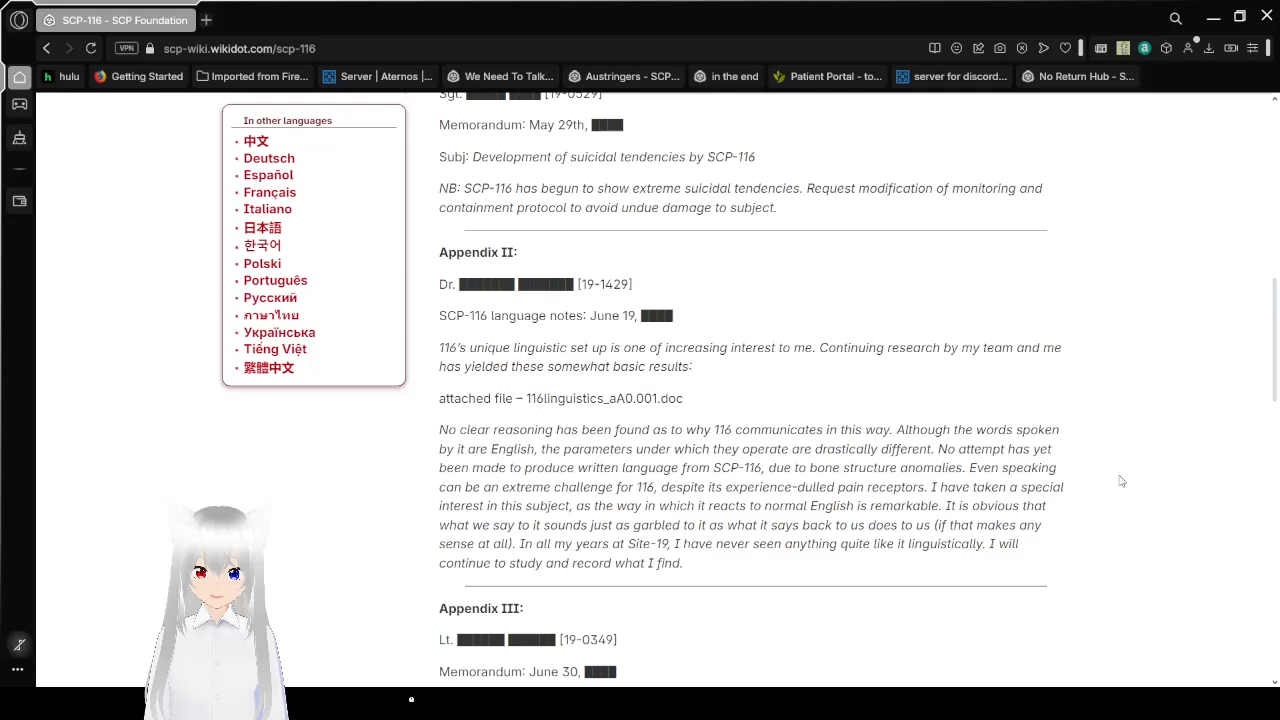 SCP-116 - SCP Foundation
VPN scp-wiki.wikidot.com/scp-116
hulu Getting Started Imported from Fire... Server | Aternos |... We Need To Talk... Austringers - SCP... in the end Patient Portal - to... server for discord... No Return Hub - S...
In other languages
中文
Deutsch
Español
Français
Italiano
日本語
한국어
Polski
Português
Русский
ภาษาไทย
Українська
Tiếng Việt
繁體中文
Sgt. █████ ████ [19-0529]
Memorandum: May 29th, ████
Subj: Development of suicidal tendencies by SCP-116
NB: SCP-116 has begun to show extreme suicidal tendencies. Request modification of monitoring and
containment protocol to avoid undue damage to subject.
Appendix II:
Dr. ███████ ███████ [19-1429]
SCP-116 language notes: June 19, ████
116's unique linguistic set up is one of increasing interest to me. Continuing research by my team and me
has yielded these somewhat basic results:
attached file – 116linguistics_aA0.001.doc
No clear reasoning has been found as to why 116 communicates in this way. Although the words spoken
by it are English, the parameters under which they operate are drastically different. No attempt has yet
been made to produce written language from SCP-116, due to bone structure anomalies. Even speaking
can be an extreme challenge for 116, despite its experience-dulled pain receptors. I have taken a special
interest in this subject, as the way in which it reacts to normal English is remarkable. It is obvious that
what we say to it sounds just as garbled to it as what it says back to us does to us (if that makes any
sense at all). In all my years at Site-19, I have never seen anything quite like it linguistically. I will
continue to study and record what I find.
Appendix III:
Lt. ██████ ██████ [19-0349]
Memorandum: June 30, ████